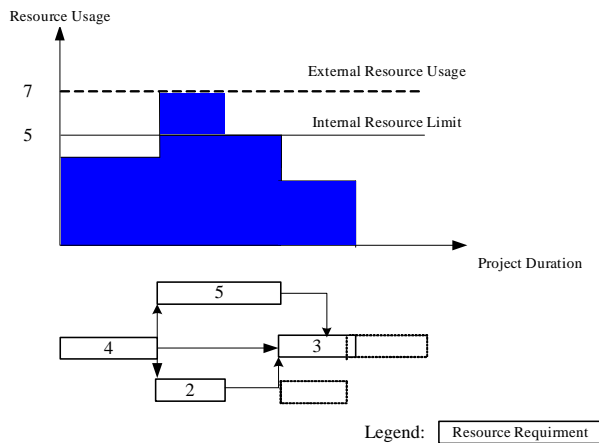 Resource Usage
7
External Resource Usage
5
Internal Resource Limit
Project Duration
5
4
3
2
Legend:
Resource Requirment